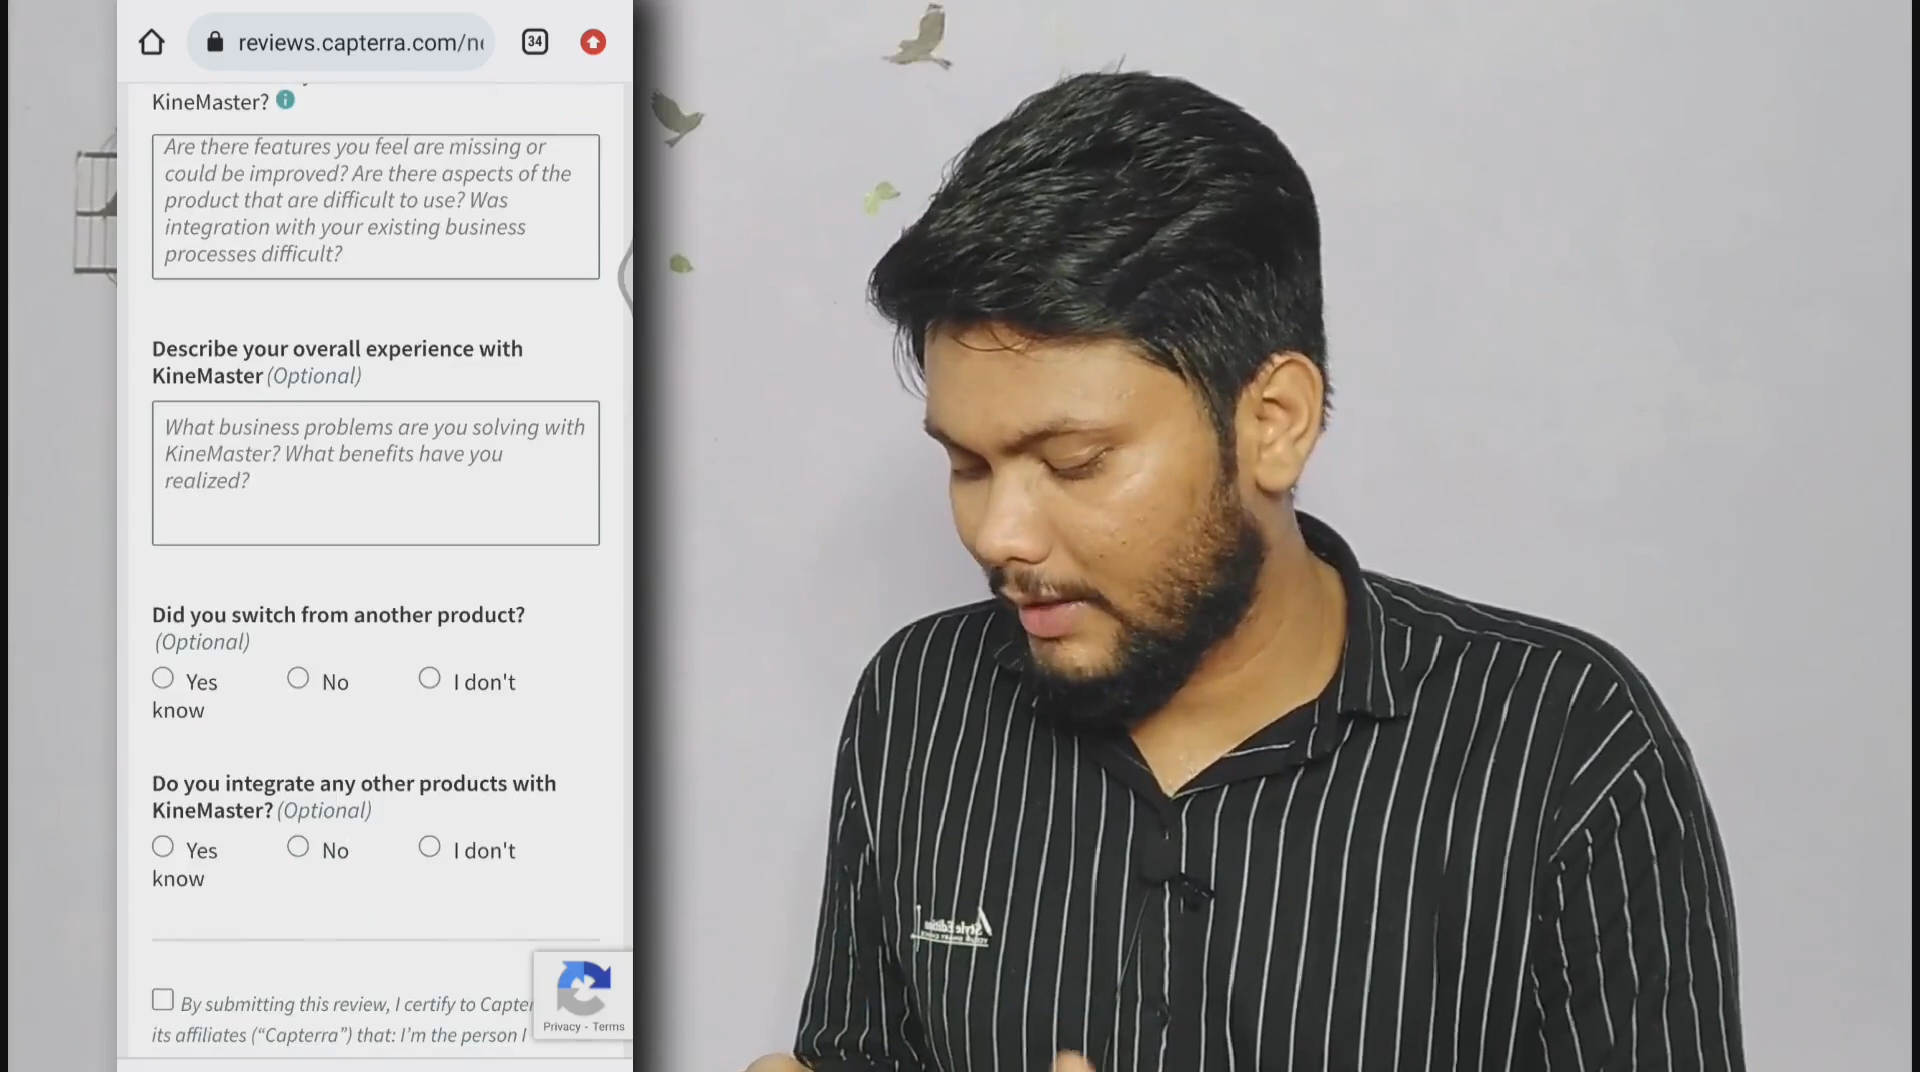 reviews.capterra.com/n
34
KineMaster?
Are there features you feel are missing or
could be improved? Are there aspects of the
product that are difficult to use? Was
integration with your existing business
processes difficult?
Describe your overall experience with
KineMaster (Optional)
What business problems are you solving with
KineMaster? What benefits have you
realized?
Did you switch from another product?
(Optional)
Yes No I don't
know
Do you integrate any other products with
KineMaster? (Optional)
Yes No I don't
know
By submitting this review, I certify to Capter
its affiliates (“Capterra”) that: I’m the person I
Privacy - Terms
Style Edition